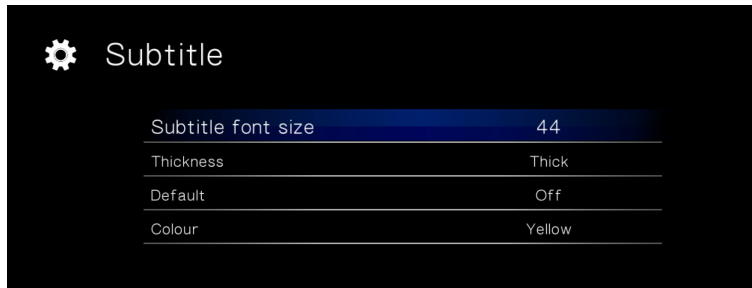 Subtitle
Subtitle font size 44
Thickness Thick
Default Off
Colour Yellow